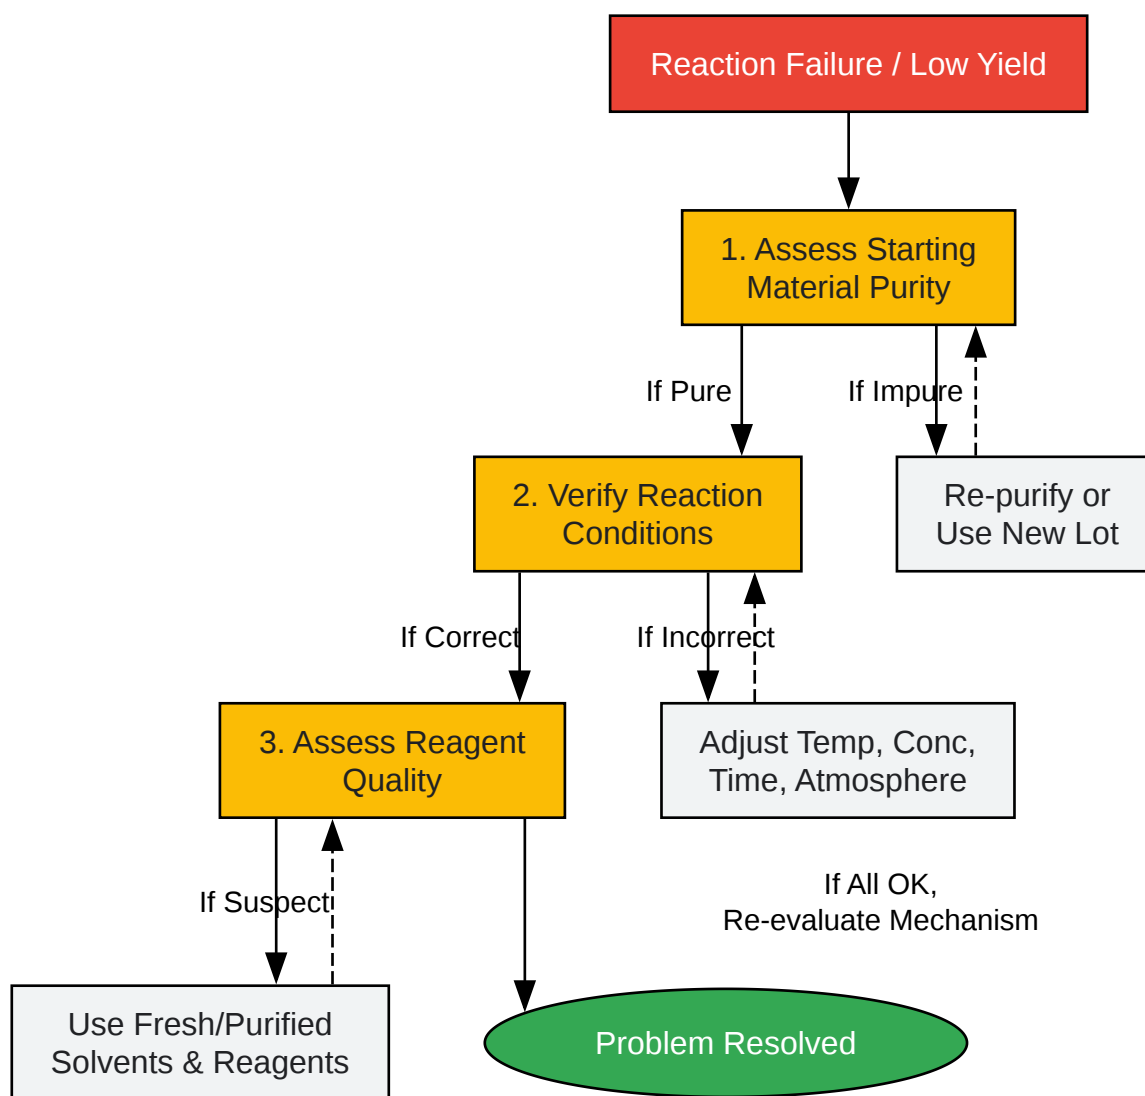 Reaction Failure / Low Yield
1. Assess Starting
Material Purity
If Pure
If Impure
2. Verify Reaction
Conditions
Re-purify or
Use New Lot
If Correct
If Incorrect
3. Assess Reagent
Quality
Adjust Temp, Conc,
Time, Atmosphere
If Suspect
If All OK,
Re-evaluate Mechanism
Use Fresh/Purified
Solvents & Reagents
Problem Resolved